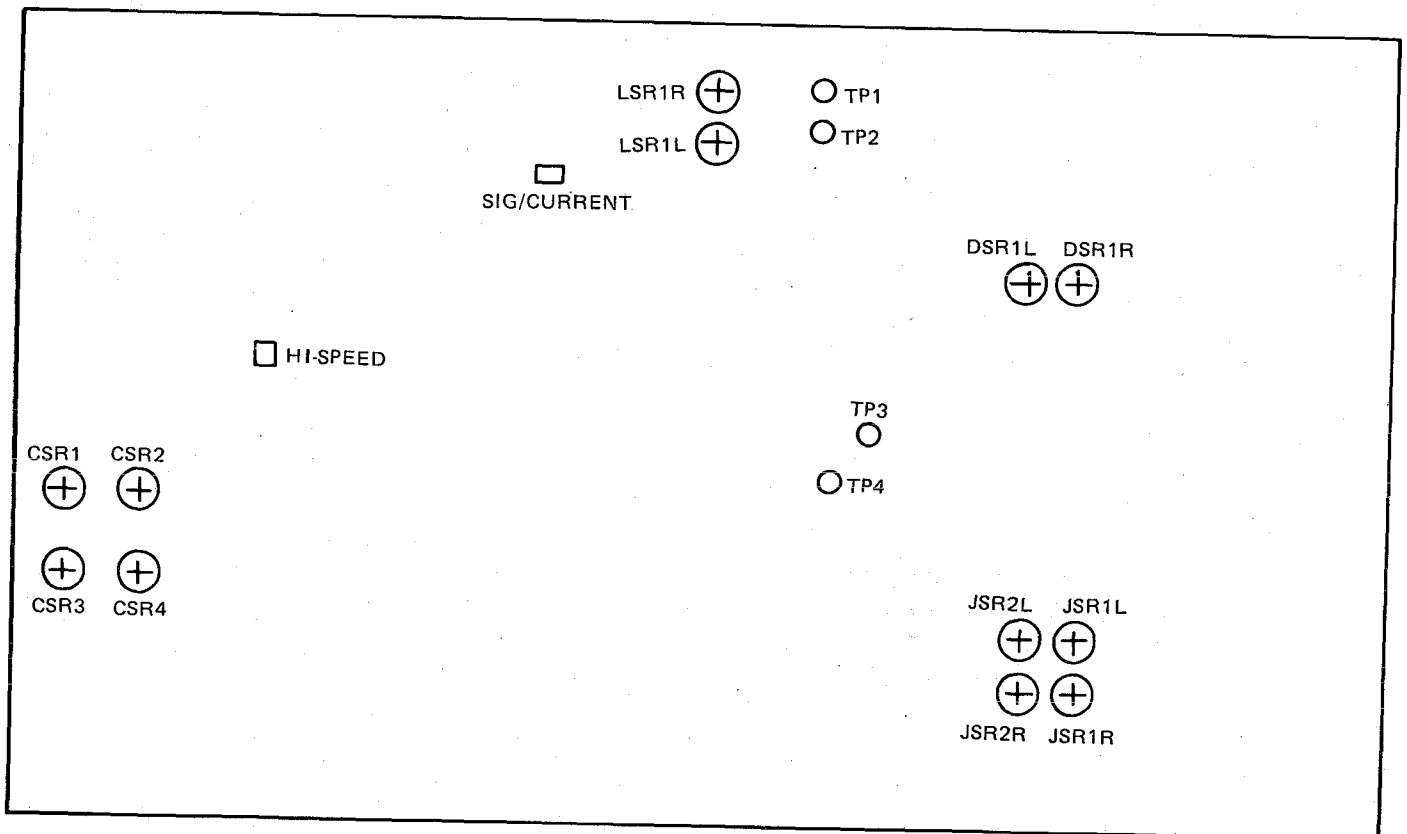 LSR1R
TP1
LSR1L
TP2
SIG/CURRENT
DSR1L DSR1R
HI-SPEED
TP3
CSR1 CSR2
TP4
CSR3 CSR4
JSR2L JSR1L
JSR2R JSR1R